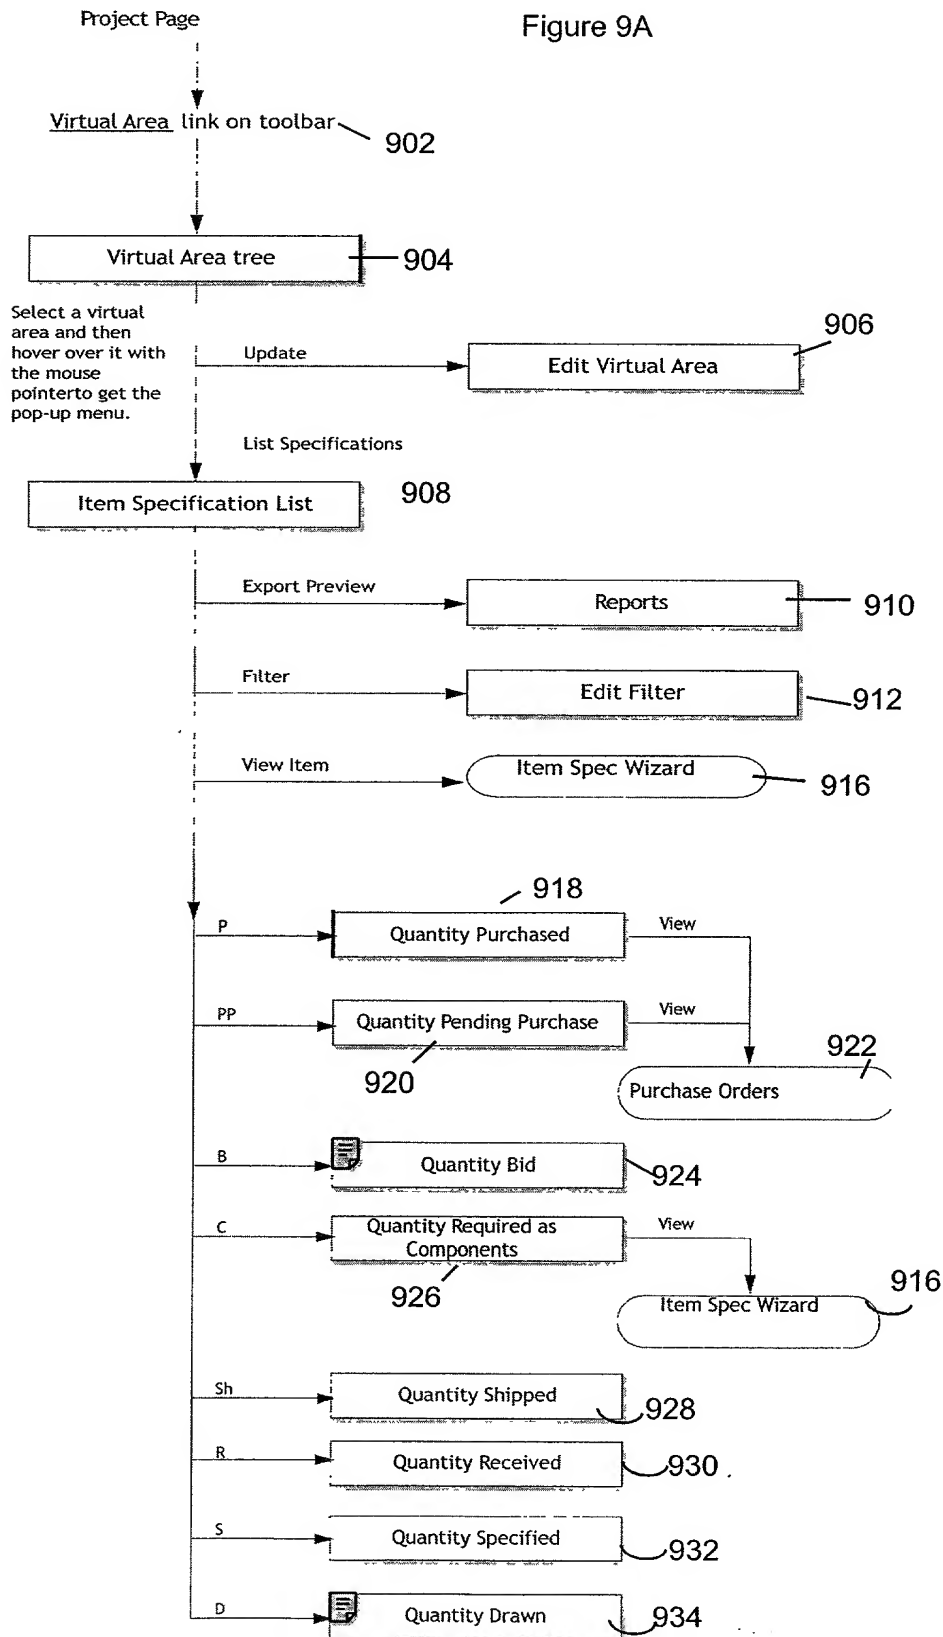 Project Page
Figure 9A
Virtual Area link on toolbar
902
Virtual Area tree
904
Select a virtual
area and then
hover over it with
the mouse
pointerto get the
pop-up menu.
906
Update
Edit Virtual Area
List Specifications
Item Specification List
908
Export Preview
Reports
910
Filter
Edit Filter
912
View Item
Item Spec Wizard
916
918
P
Quantity Purchased
View
PP
Quantity Pending Purchase
View
920
922
Purchase Orders
B
Quantity Bid
924
C
Quantity Required as
Components
View
926
916
Item Spec Wizard
Sh
Quantity Shipped
928
R
Quantity Received
930
S
Quantity Specified
932
D
Quantity Drawn
934